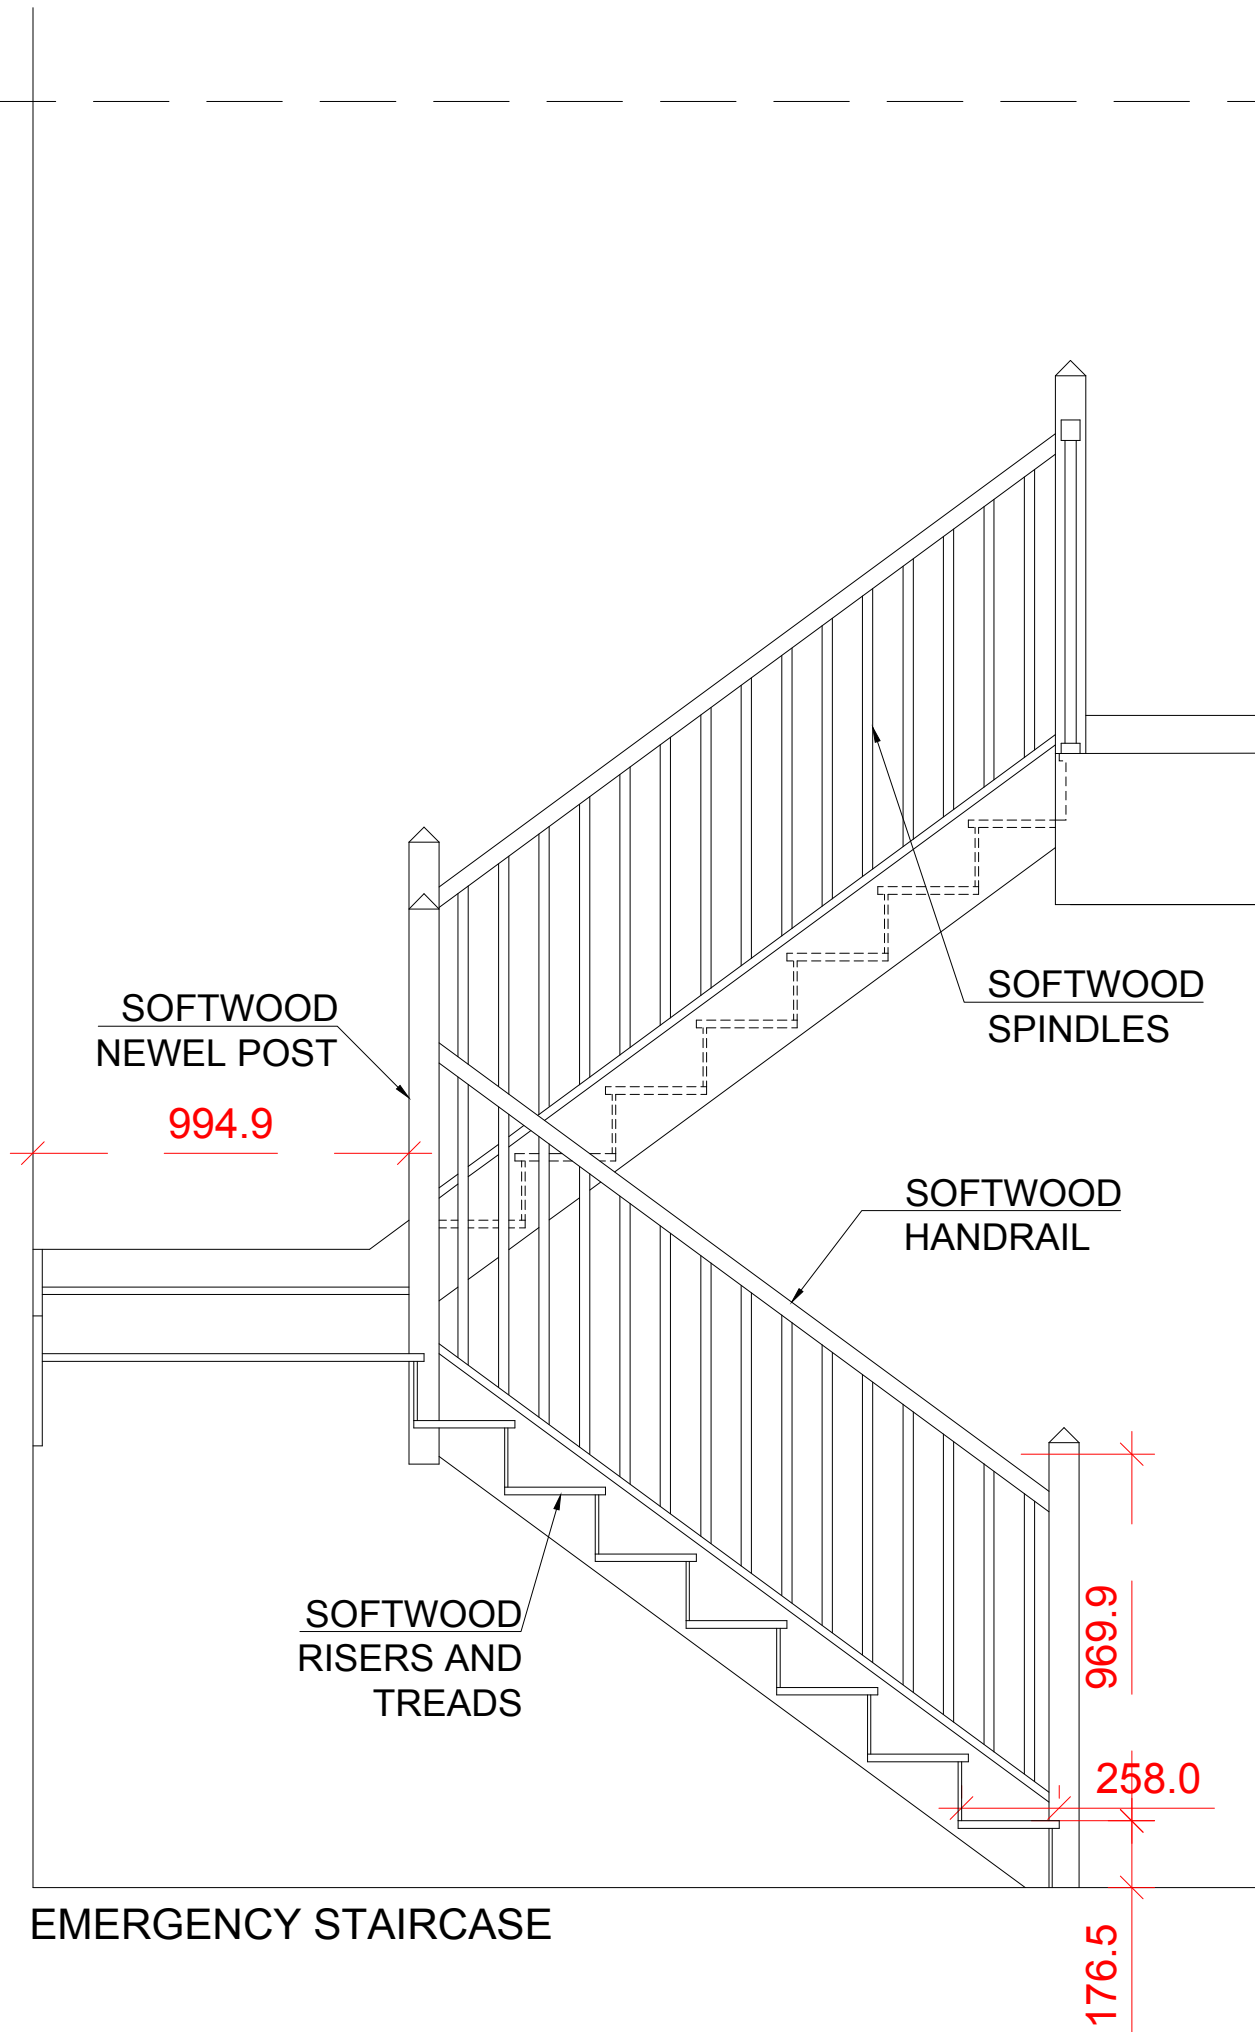 SOFTWOOD
NEWEL POST
994.9
SOFTWOOD
SPINDLES
SOFTWOOD
HANDRAIL
SOFTWOOD
RISERS AND
TREADS
969.9
258.0
176.5
EMERGENCY STAIRCASE